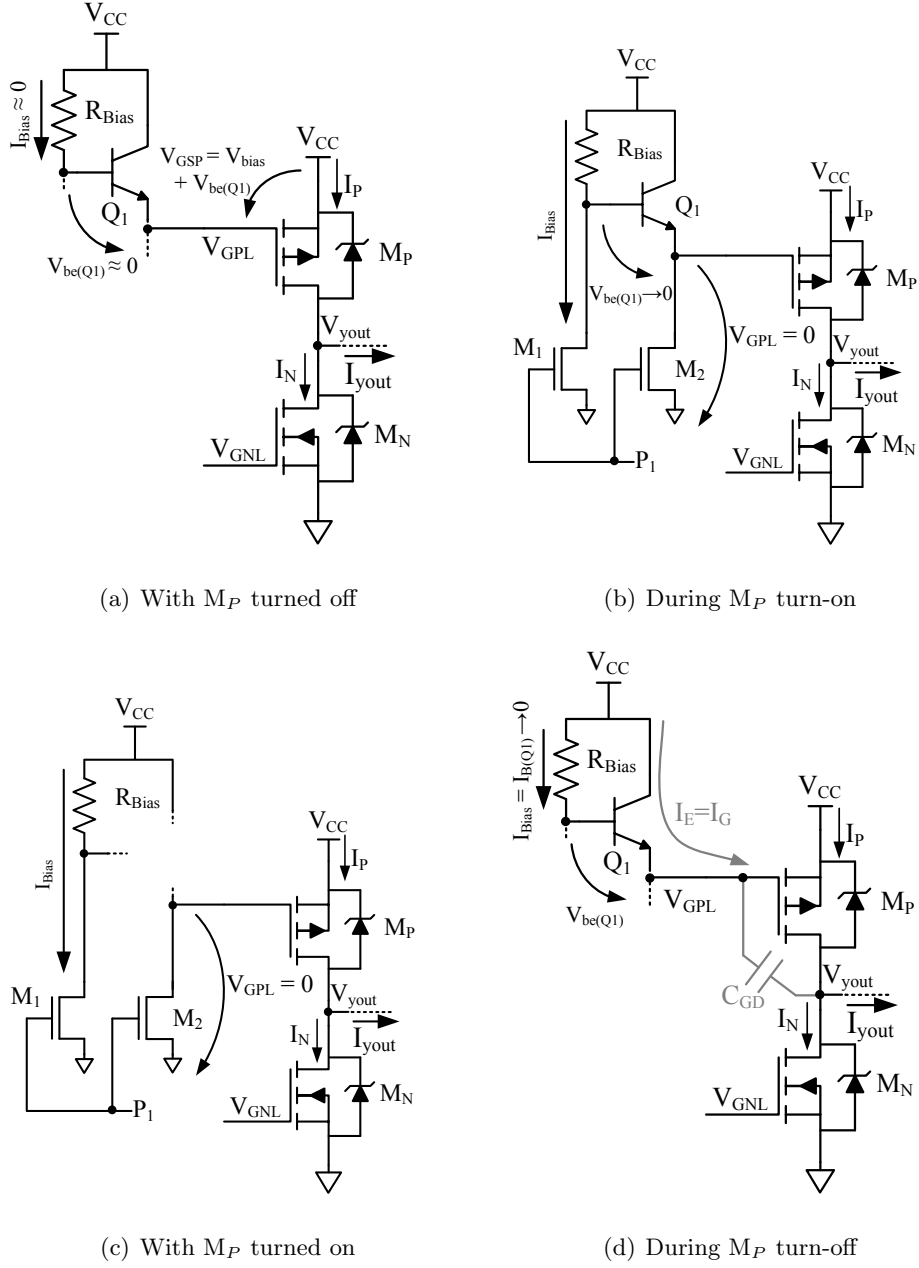 V_CC
I_Bias ≈ 0
R_Bias
V_GSP = V_bias
+ V_be(Q1)
V_CC
I_P
Q_1
V_be(Q1) ≈ 0
V_GPL
M_P
V_yout
I_N
I_yout
V_GNL
M_N
(a) With M_P turned off
V_CC
I_Bias
R_Bias
Q_1
V_CC
I_P
V_be(Q1)→0
M_P
V_GPL = 0
V_yout
M_1
M_2
I_N
I_yout
V_GNL
M_N
P_1
(b) During M_P turn-on
V_CC
R_Bias
I_Bias
V_CC
I_P
M_P
V_GPL = 0
V_yout
M_1
M_2
I_N
I_yout
P_1
V_GNL
M_N
(c) With M_P turned on
V_CC
I_Bias = I_B(Q1)→0
R_Bias
I_E=I_G
V_CC
I_P
Q_1
V_be(Q1)
V_GPL
M_P
C_GD
V_yout
I_N
I_yout
V_GNL
M_N
(d) During M_P turn-off